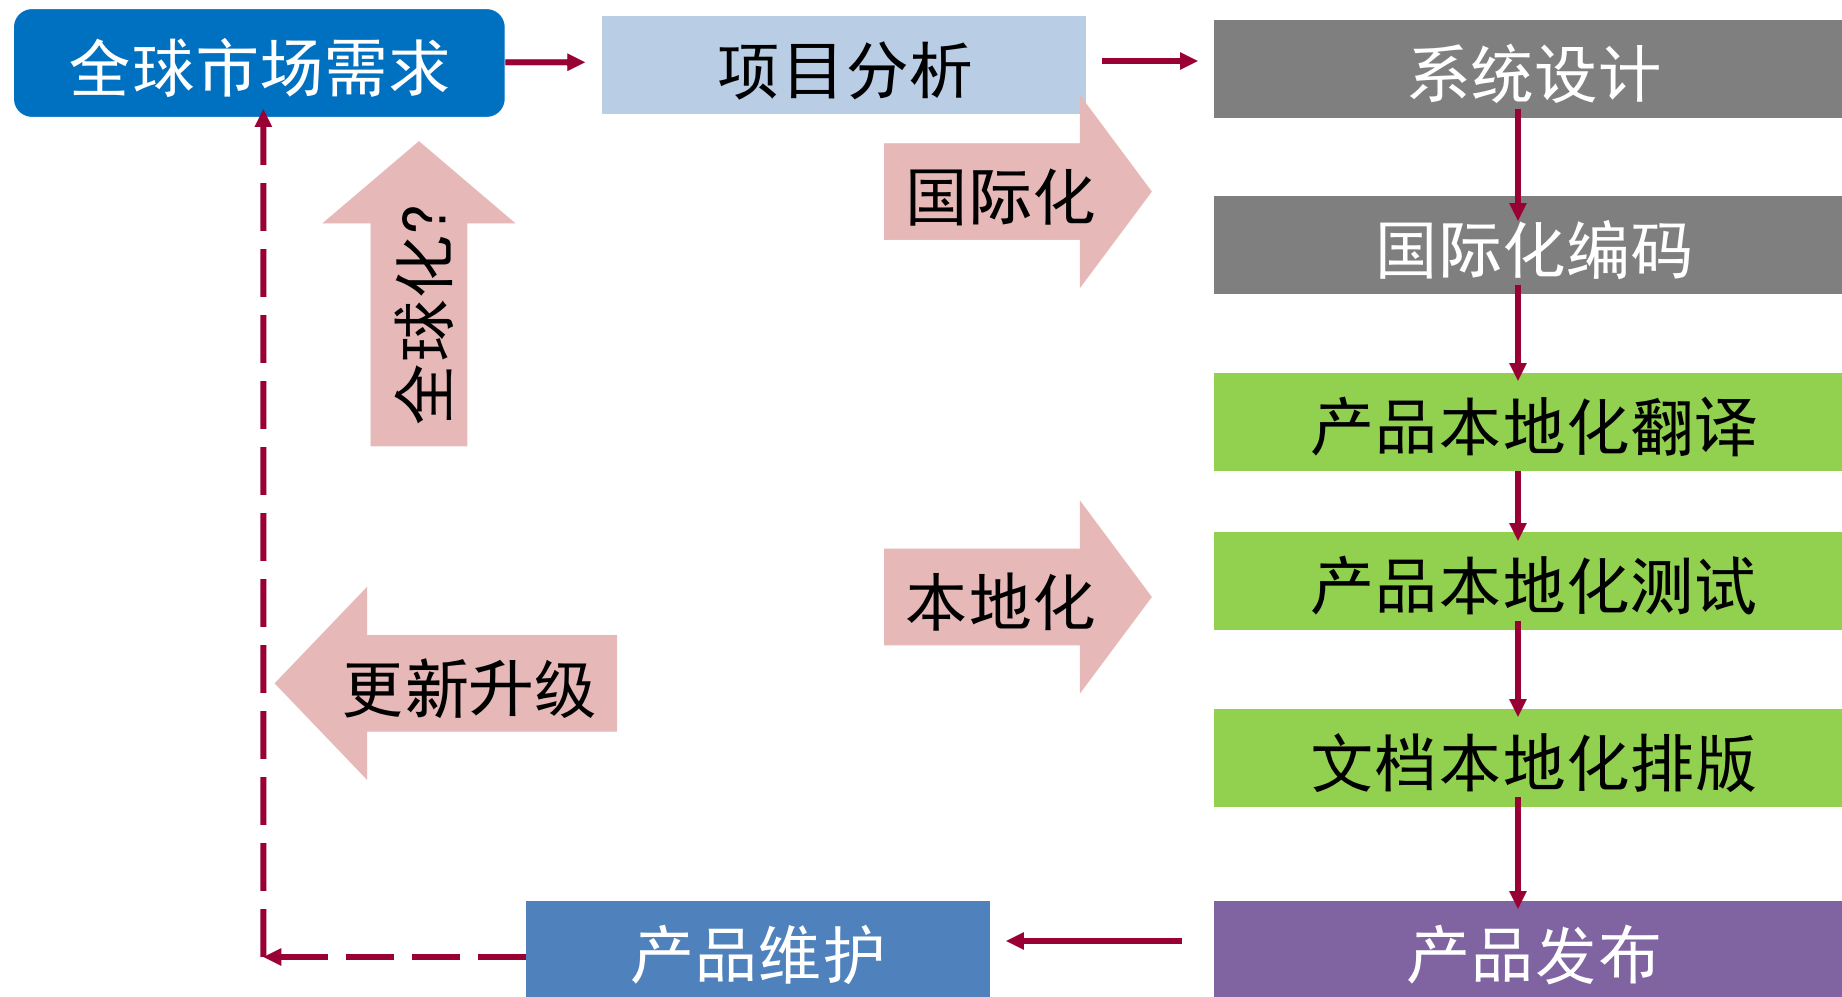 全球市场需求
项目分析
系统设计
国际化
国际化编码
全球化?
产品本地化翻译
本地化
产品本地化测试
更新升级
文档本地化排版
产品维护
产品发布